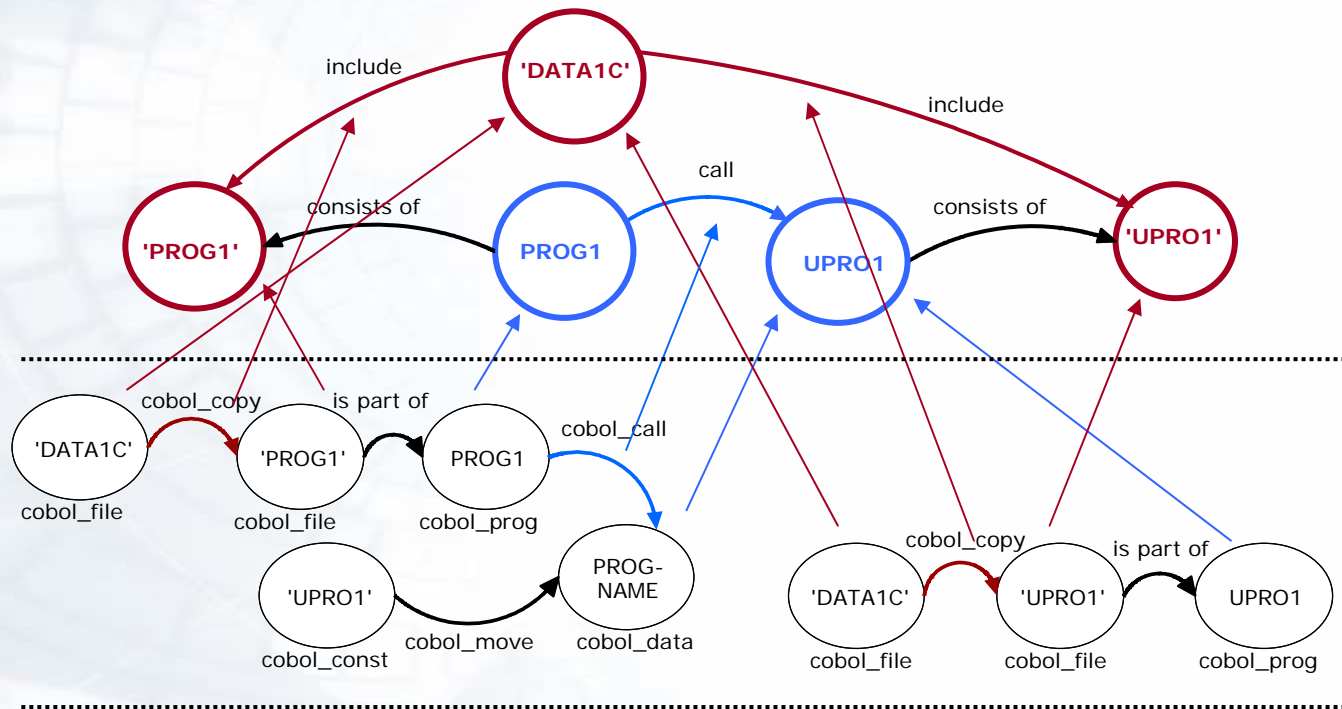 'DATA1C'
include
include
call
consists of
consists of
'PROG1'
PROG1
UPRO1
'UPRO1'
cobol_copy
is part of
cobol_call
'DATA1C'
'PROG1'
PROG1
cobol_file
cobol_file
cobol_prog
cobol_copy
is part of
PROG-
NAME
'UPRO1'
'DATA1C'
'UPRO1'
UPRO1
cobol_move
cobol_data
cobol_const
cobol_file
cobol_file
cobol_prog